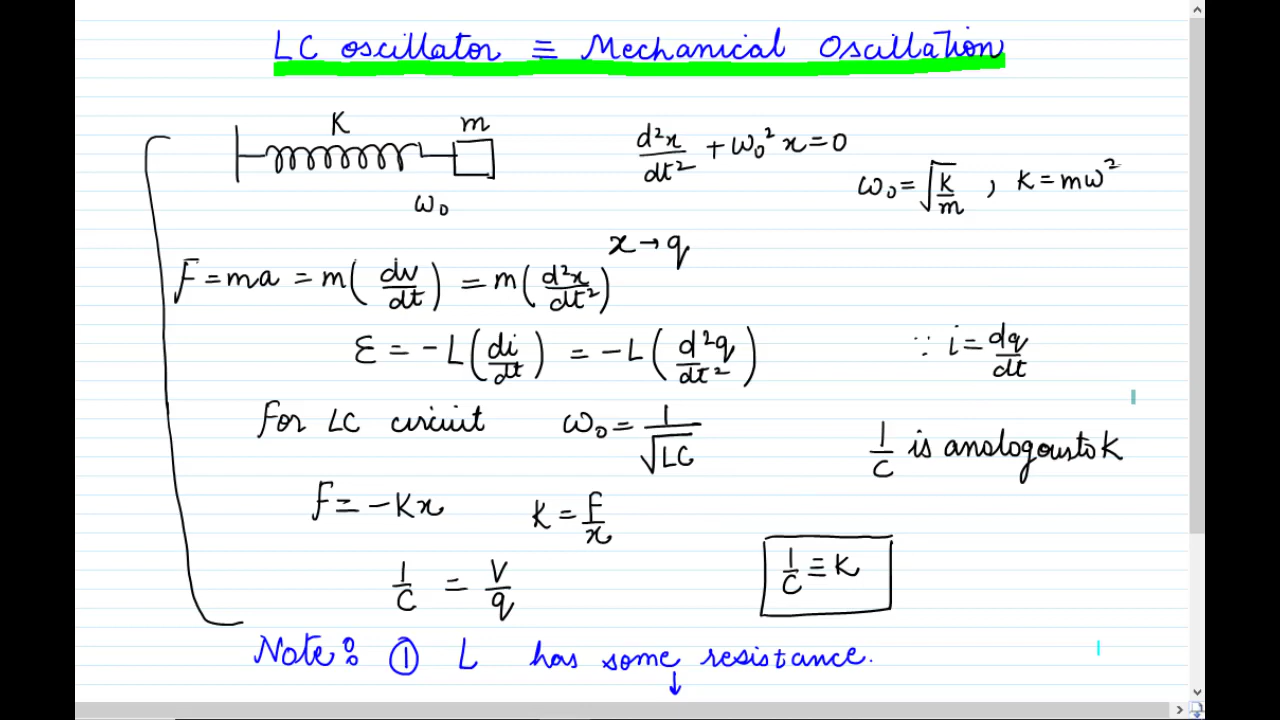 LC oscillator ≡ Mechanical Oscillation
K m
d²x/dt² + ω₀² x = 0
ω₀
ω₀ = √(k/m) , K = mω²
x → q
F = ma = m(dv/dt) = m(d²x/dt²)
ε = -L(di/dt) = -L(d²q/dt²) ∵ i = dq/dt
For LC circuit ω₀ = 1/√LC 1/C is analogous to K
F = -Kx K = F/x
1/C = V/q 1/C ≡ K
Note: ① L has some resistance.